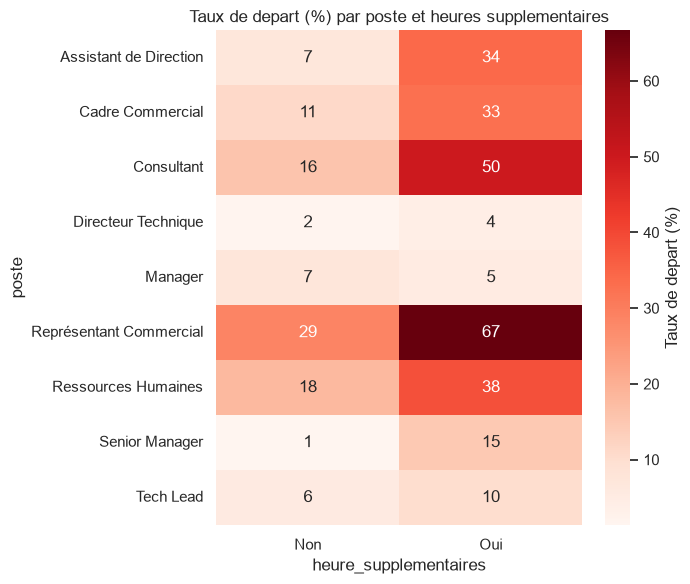 Taux de depart (%) par poste et heures supplementaires
Assistant de Direction 7 34
Cadre Commercial 11 33
Consultant 16 50
Directeur Technique 2 4
Manager 7 5
Représentant Commercial 29 67
Ressources Humaines 18 38
Senior Manager 1 15
Tech Lead 6 10
Non Oui
heure_supplementaires
poste
60
50
40
30
20
10
Taux de depart (%)